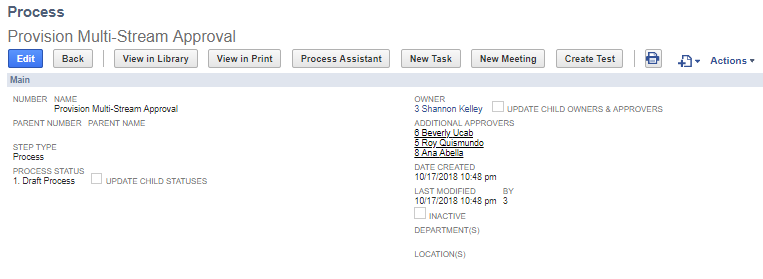 Process
Provision Multi-Stream Approval
Edit Back View in Library View in Print Process Assistant New Task New Meeting Create Test Actions
Main
NUMBER NAME
Provision Multi-Stream Approval
PARENT NUMBER PARENT NAME
STEP TYPE
Process
PROCESS STATUS
1. Draft Process UPDATE CHILD STATUSES
OWNER
3 Shannon Kelley UPDATE CHILD OWNERS & APPROVERS
ADDITIONAL APPROVERS
6 Beverly Ucab
5 Roy Quismundo
8 Ana Abella
DATE CREATED
10/17/2018 10:48 pm
LAST MODIFIED BY
10/17/2018 10:48 pm 3
INACTIVE
DEPARTMENT(S)
LOCATION(S)